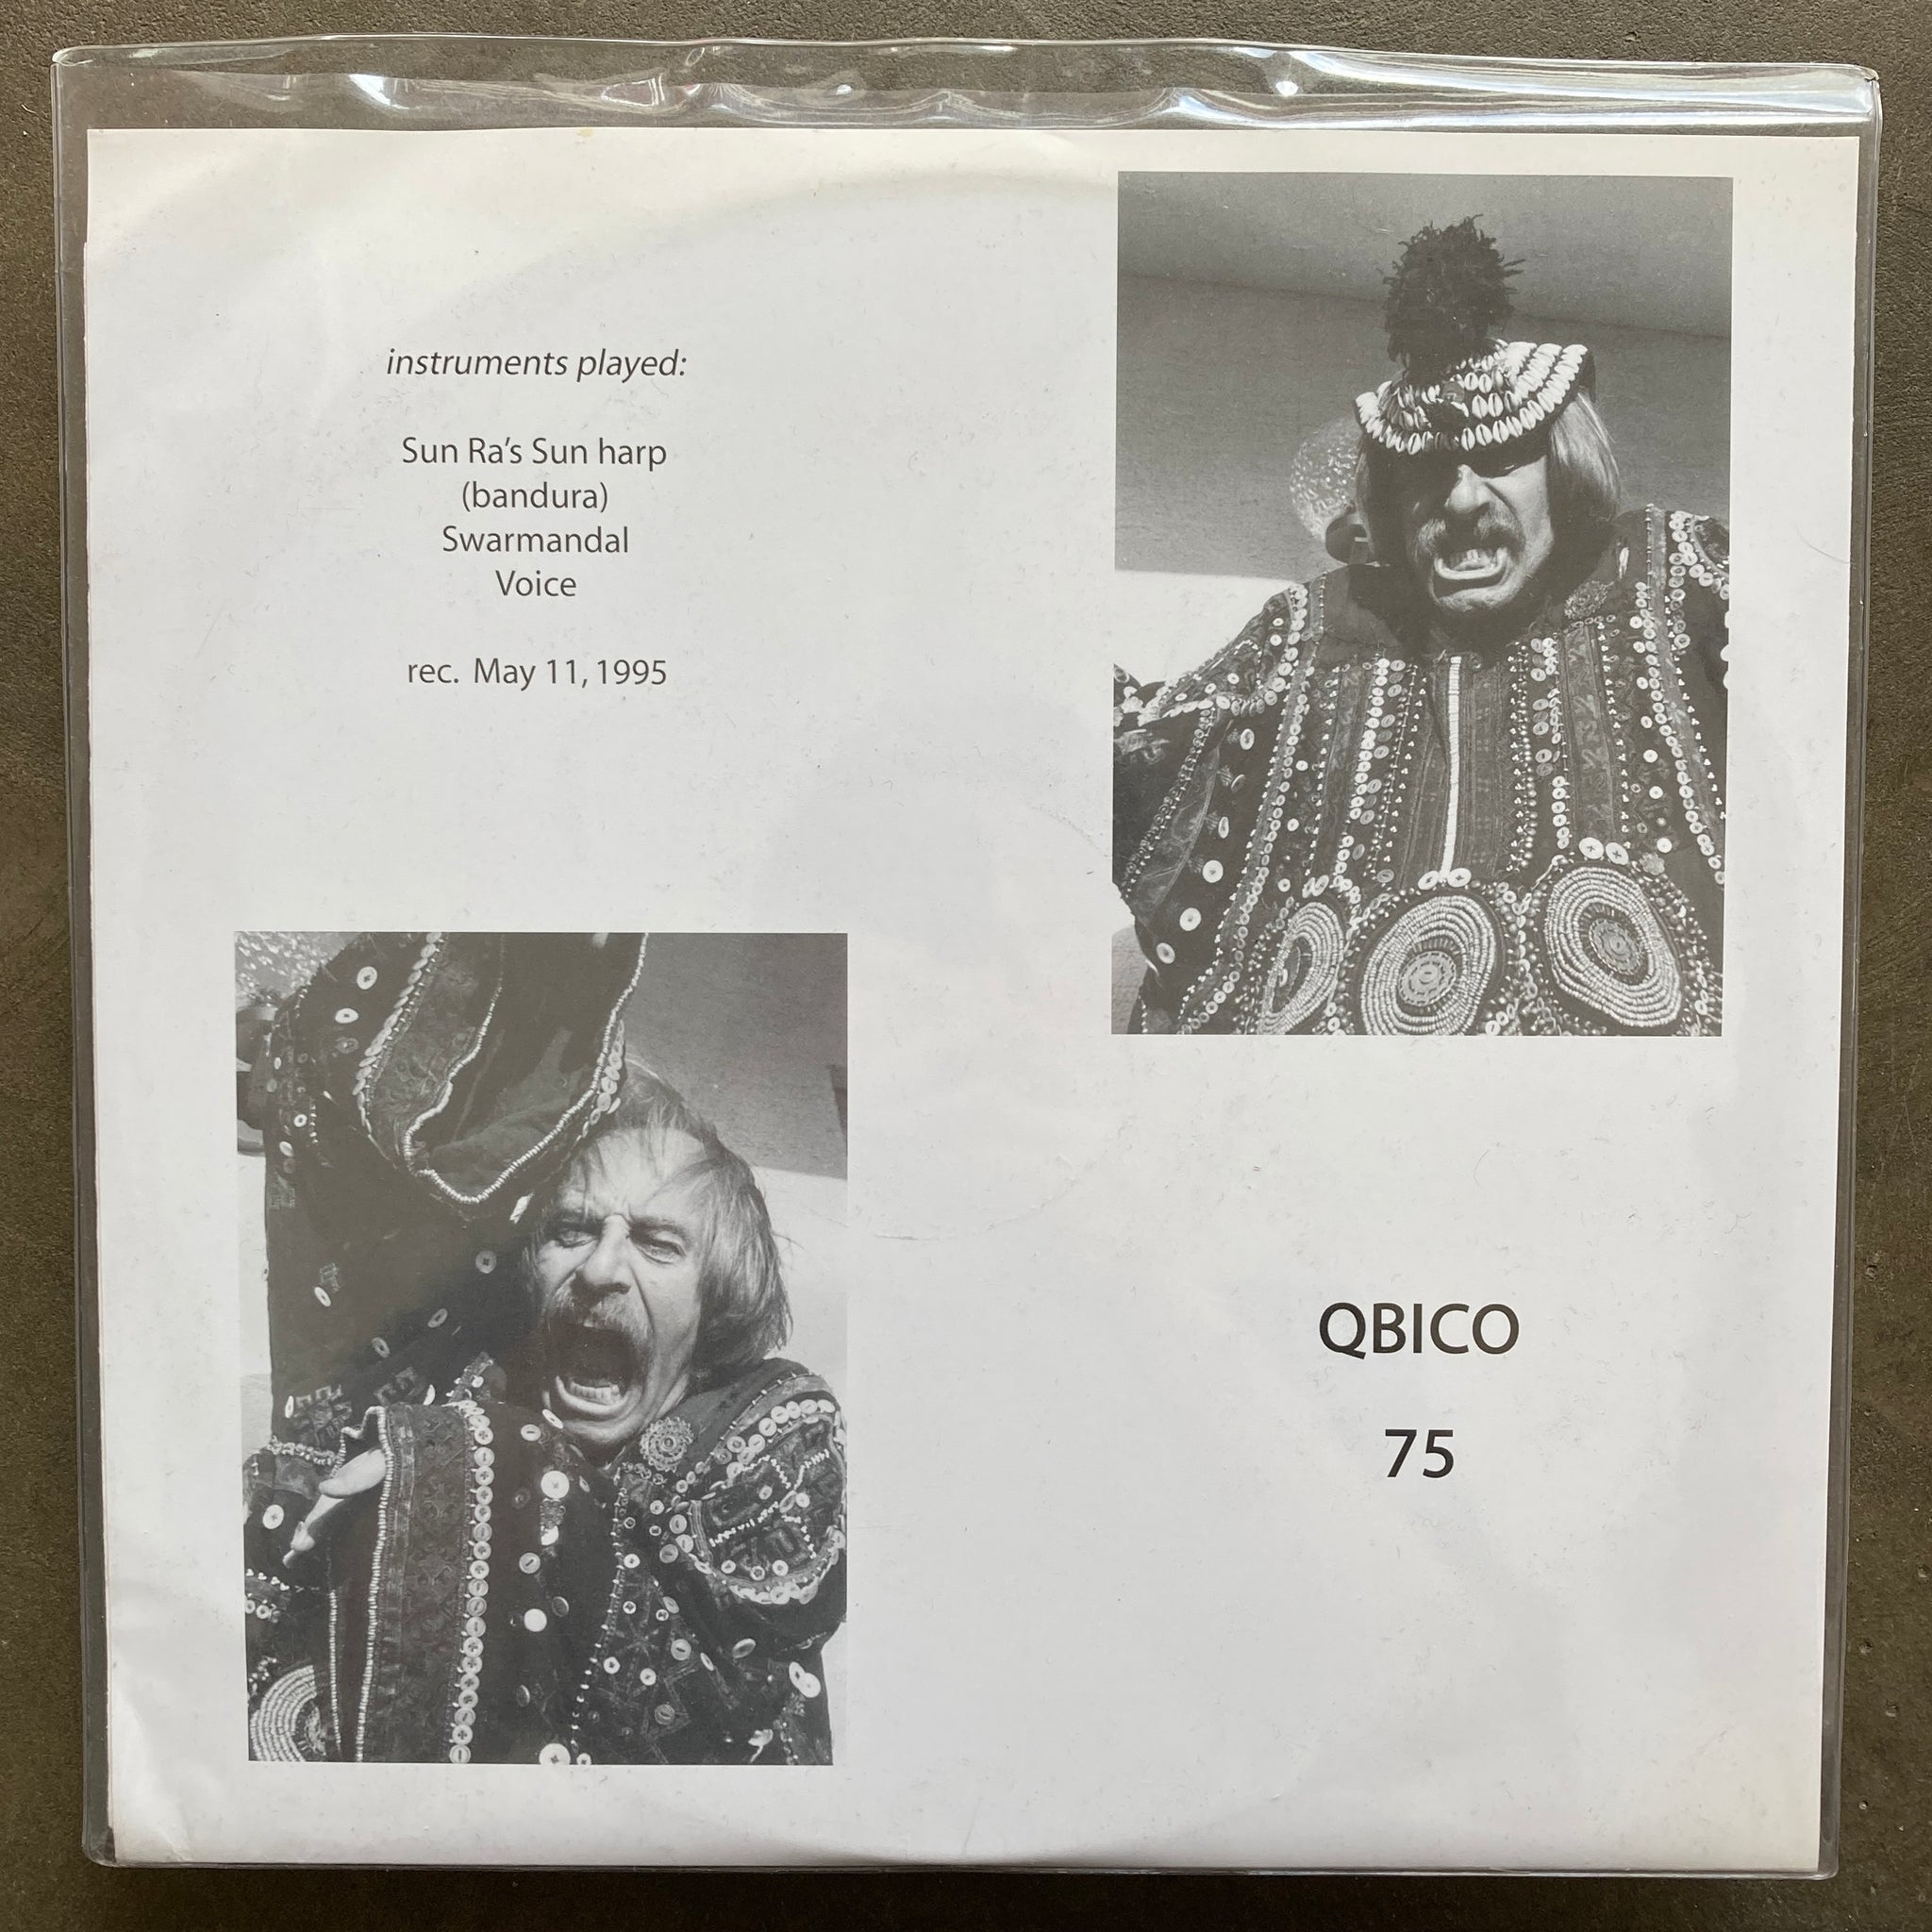 instruments played:
Sun Ra's Sun harp
(bandura)
Swarmandal
Voice
rec. May 11, 1995
QBICO
75